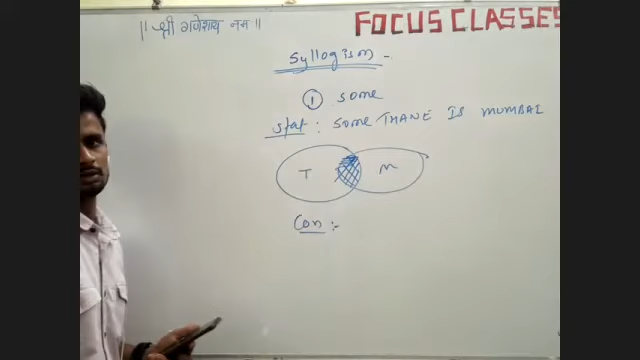 || श्री गणेशाय नमः ||
FOCUS CLASSES
Syllogism -
① some
Stat : SOME THANE IS MUMBAI
T M
Con :-